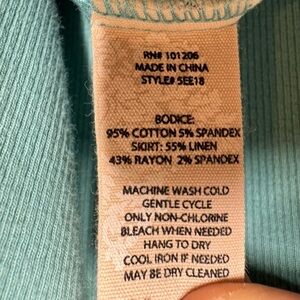 RN# 101206
MADE IN CHINA
STYLE# 5EE18
BODICE:
95% COTTON 5% SPANDEX
SKIRT: 55% LINEN
43% RAYON 2% SPANDEX
MACHINE WASH COLD
GENTLE CYCLE
ONLY NON-CHLORINE
BLEACH WHEN NEEDED
HANG TO DRY
COOL IRON IF NEEDED
MAY BE DRY CLEANED